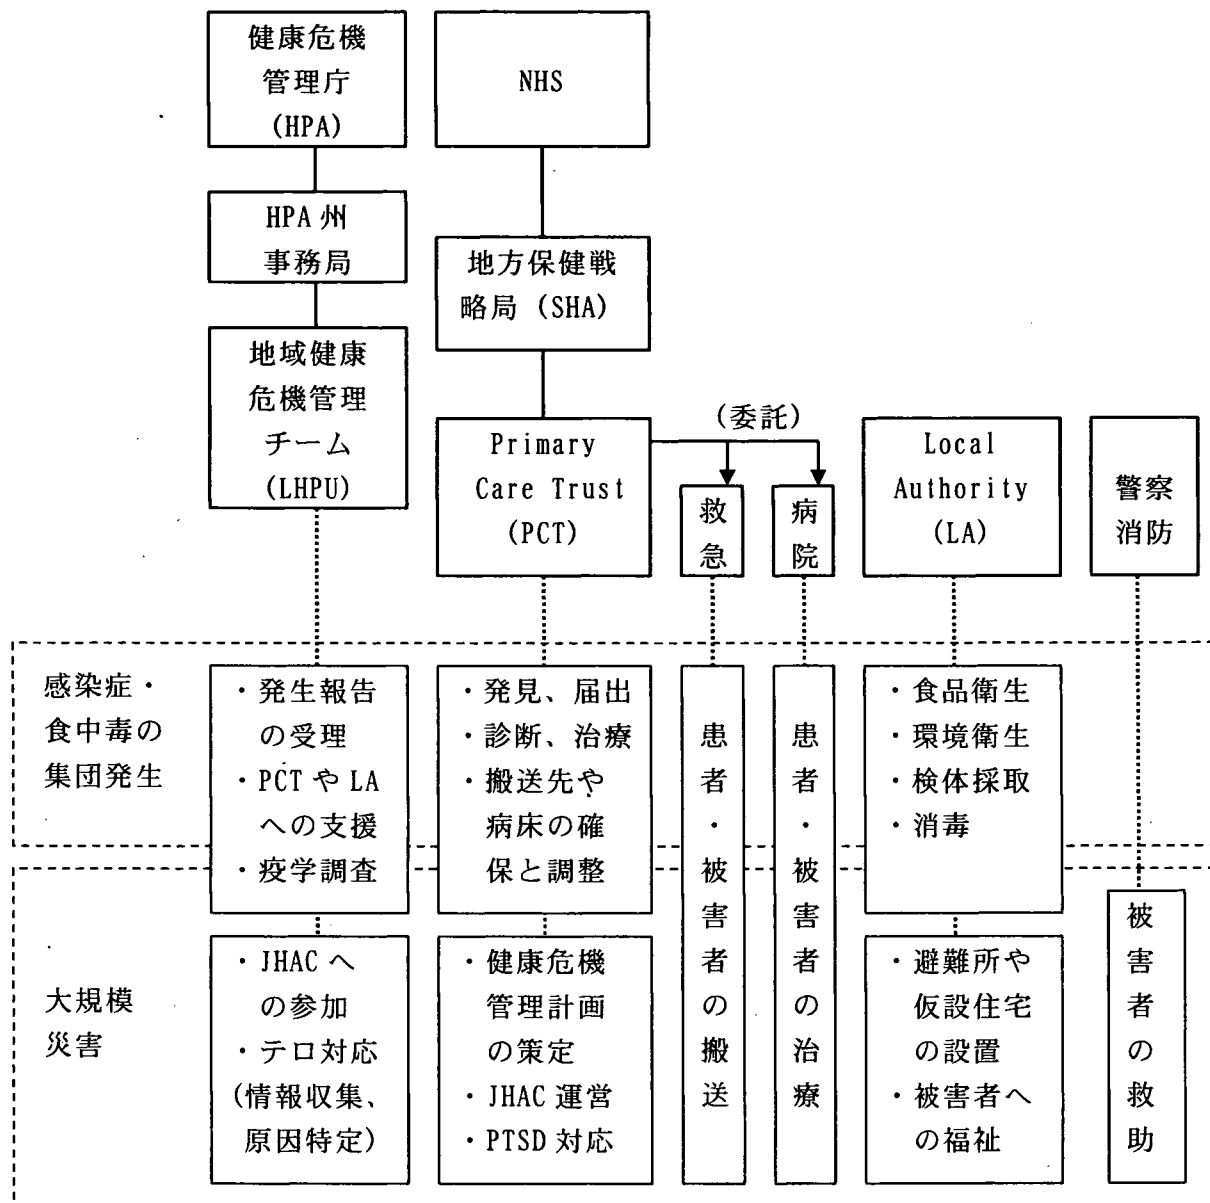 健康危機
管理庁
(HPA)
NHS
HPA 州
事務局
地方保健戦
略局 (SHA)
地域健康
危機管理
チーム
(LHPU)
Primary
Care Trust
(PCT)
(委託)
救急
病院
Local
Authority
(LA)
警察
消防
感染症・
食中毒の
集団発生
・発生報告
の受理
・PCT や LA
への支援
・疫学調査
・発見、届出
・診断、治療
・搬送先や
病床の確
保と調整
患者・被害者の搬送
患者・被害者の治療
・食品衛生
・環境衛生
・検体採取
・消毒
大規模
災害
・JHAC へ
の参加
・テロ対応
(情報収集、
原因特定)
・健康危機
管理計画
の策定
・JHAC 運営
・PTSD 対応
・避難所や
仮設住宅
の設置
・被害者へ
の福祉
被害者の救助